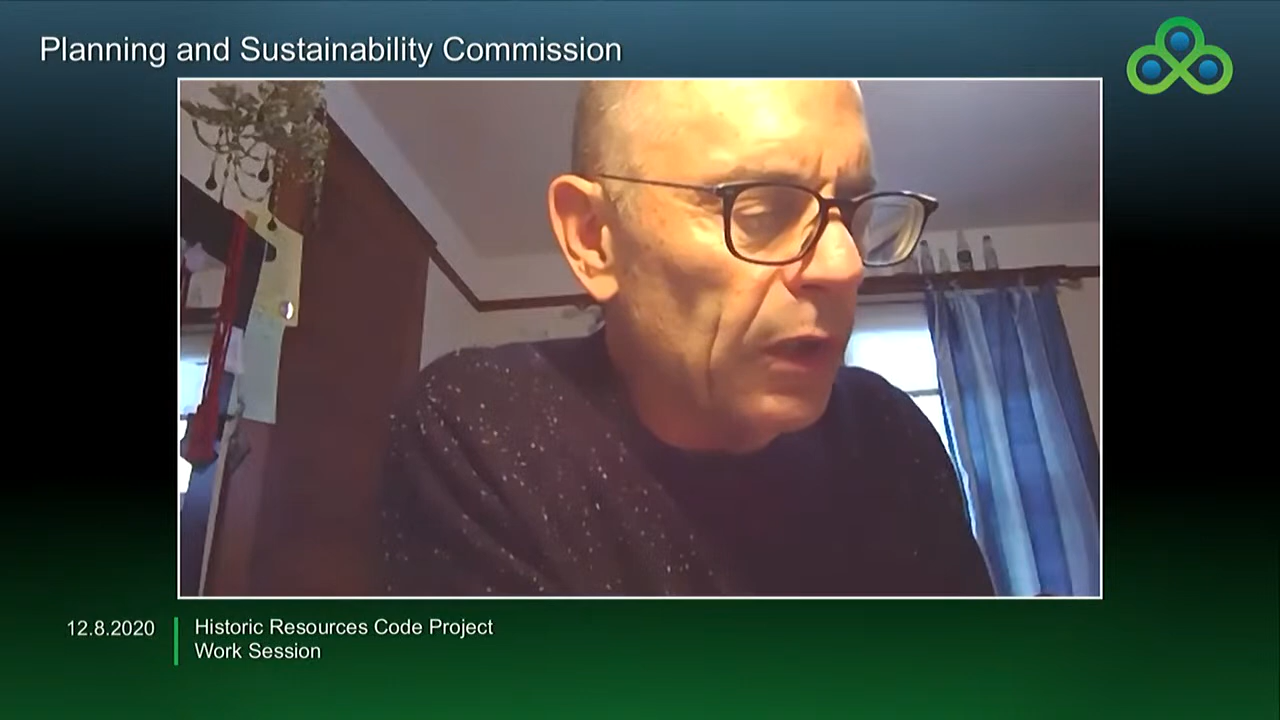 Planning and Sustainability Commission
12.8.2020
Historic Resources Code Project
Work Session